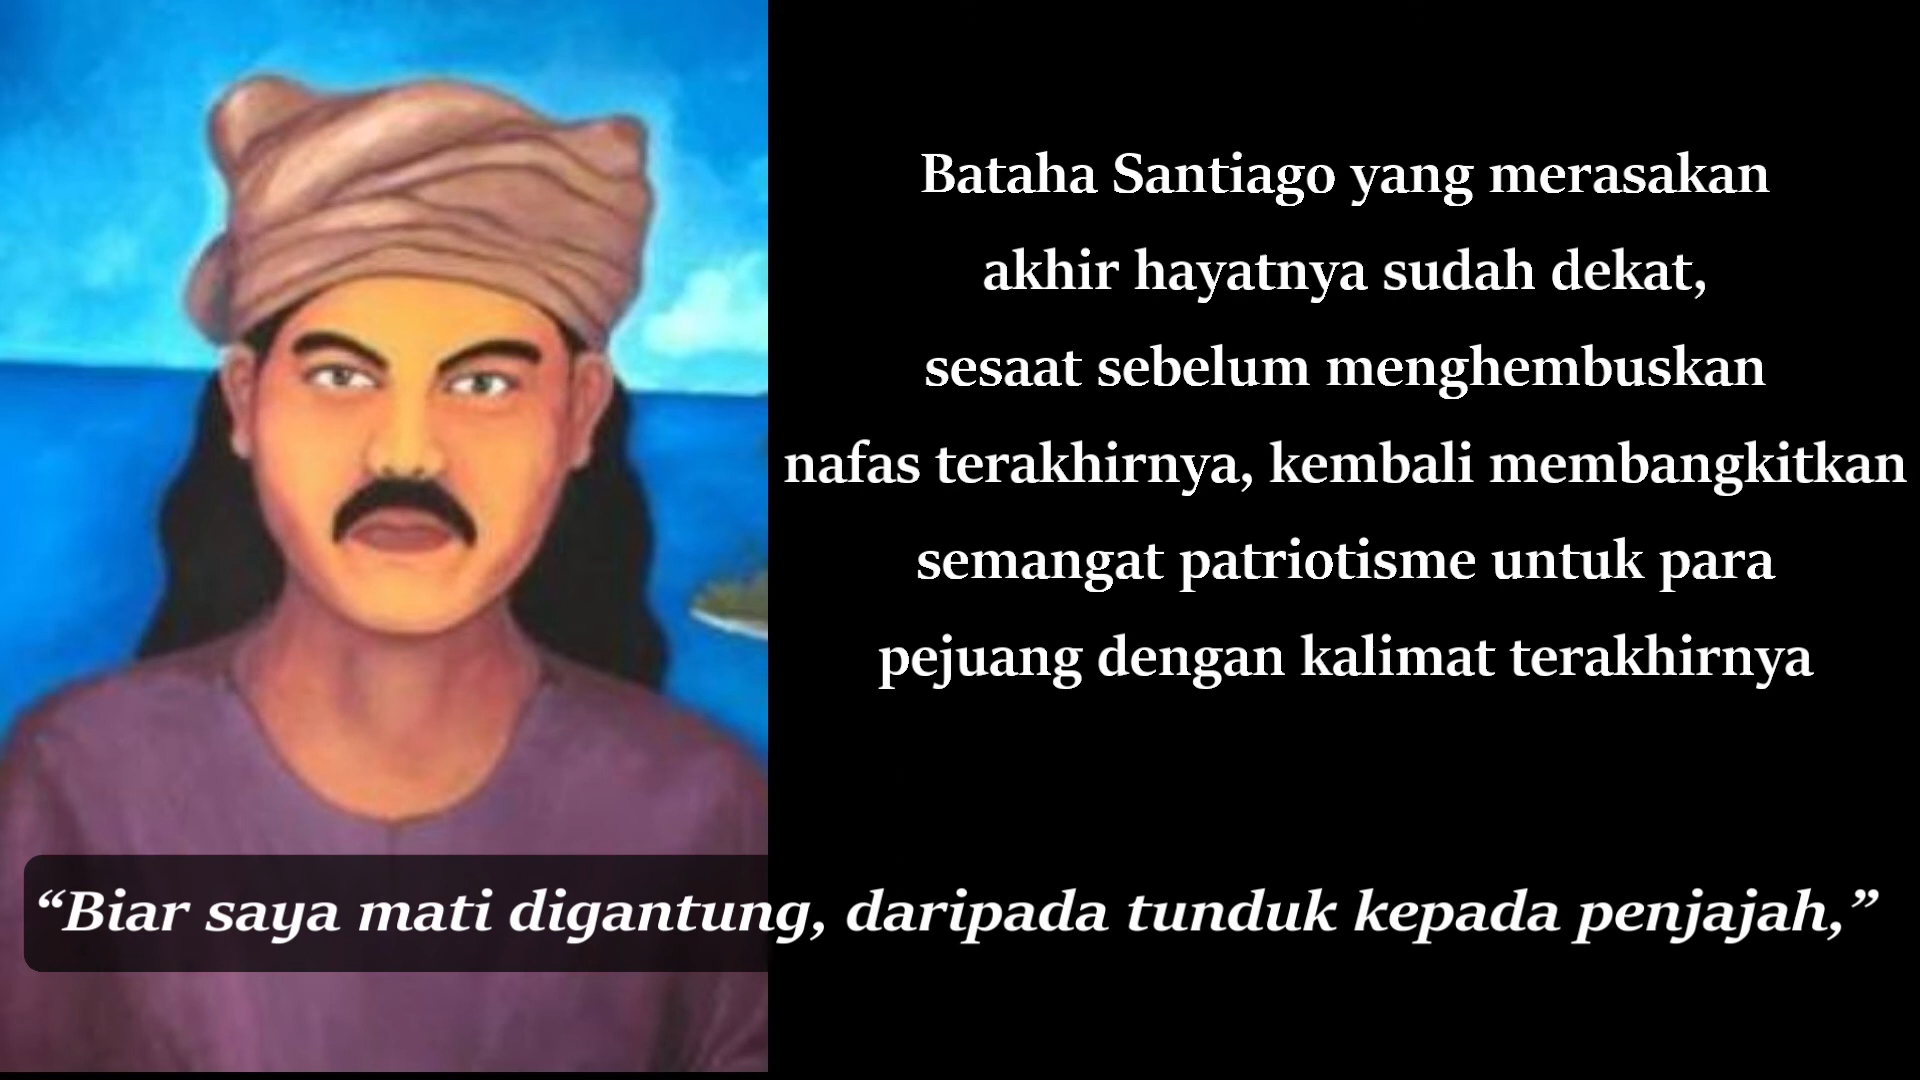 Bataha Santiago yang merasakan
akhir hayatnya sudah dekat,
sesaat sebelum menghembuskan
nafas terakhirnya, kembali membangkitkan
semangat patriotisme untuk para
pejuang dengan kalimat terakhirnya
“Biar saya mati digantung, daripada tunduk kepada penjajah,”